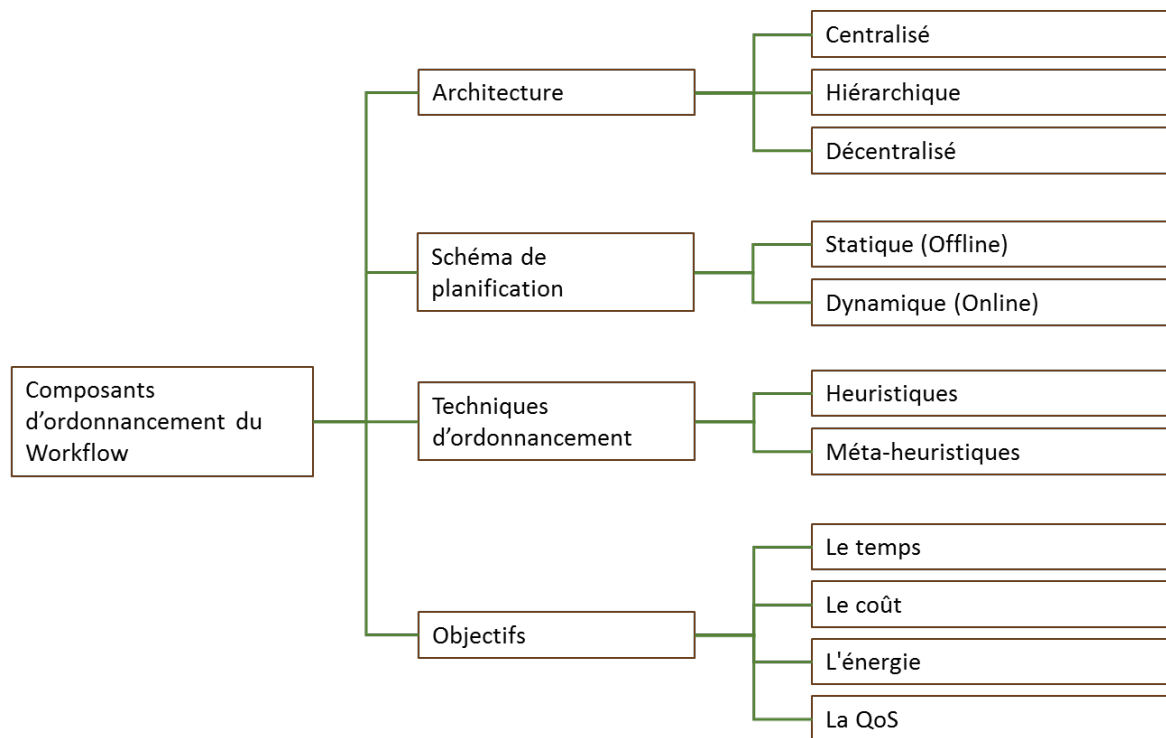 Composants
d’ordonnancement du
Workflow
Architecture
Centralisé
Hiérarchique
Décentralisé
Schéma de
planification
Statique (Offline)
Dynamique (Online)
Techniques
d’ordonnancement
Heuristiques
Méta-heuristiques
Objectifs
Le temps
Le coût
L'énergie
La QoS